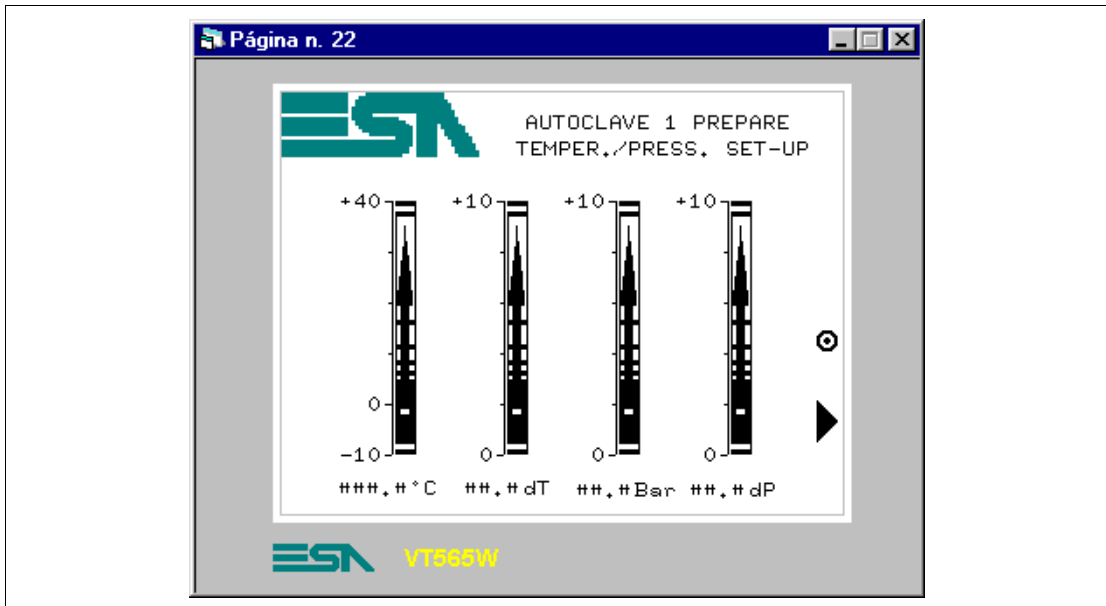 Página n. 22
ESA
AUTOCLAVE 1 PREPARE
TEMPER./PRESS. SET-UP
+40 +10 +10 +10
0
-10 0 0 0
###.#°C ##.#dT ##.#Bar ##.#dP
ESA VT565W